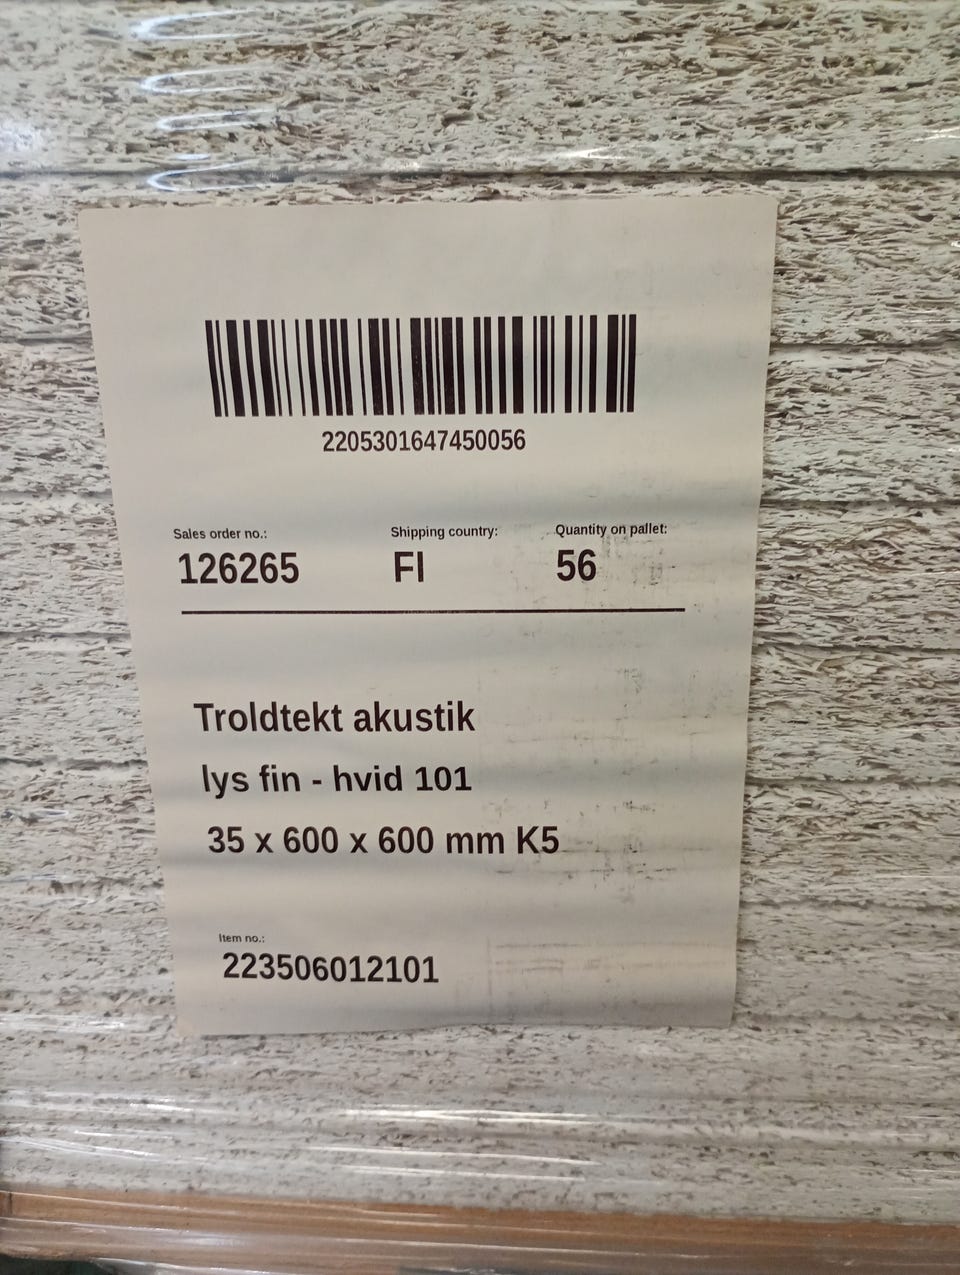 2205301647450056
Sales order no.: Shipping country: Quantity on pallet:
126265 FI 56
Troldtekt akustik
lys fin - hvid 101
35 x 600 x 600 mm K5
Item no.:
223506012101